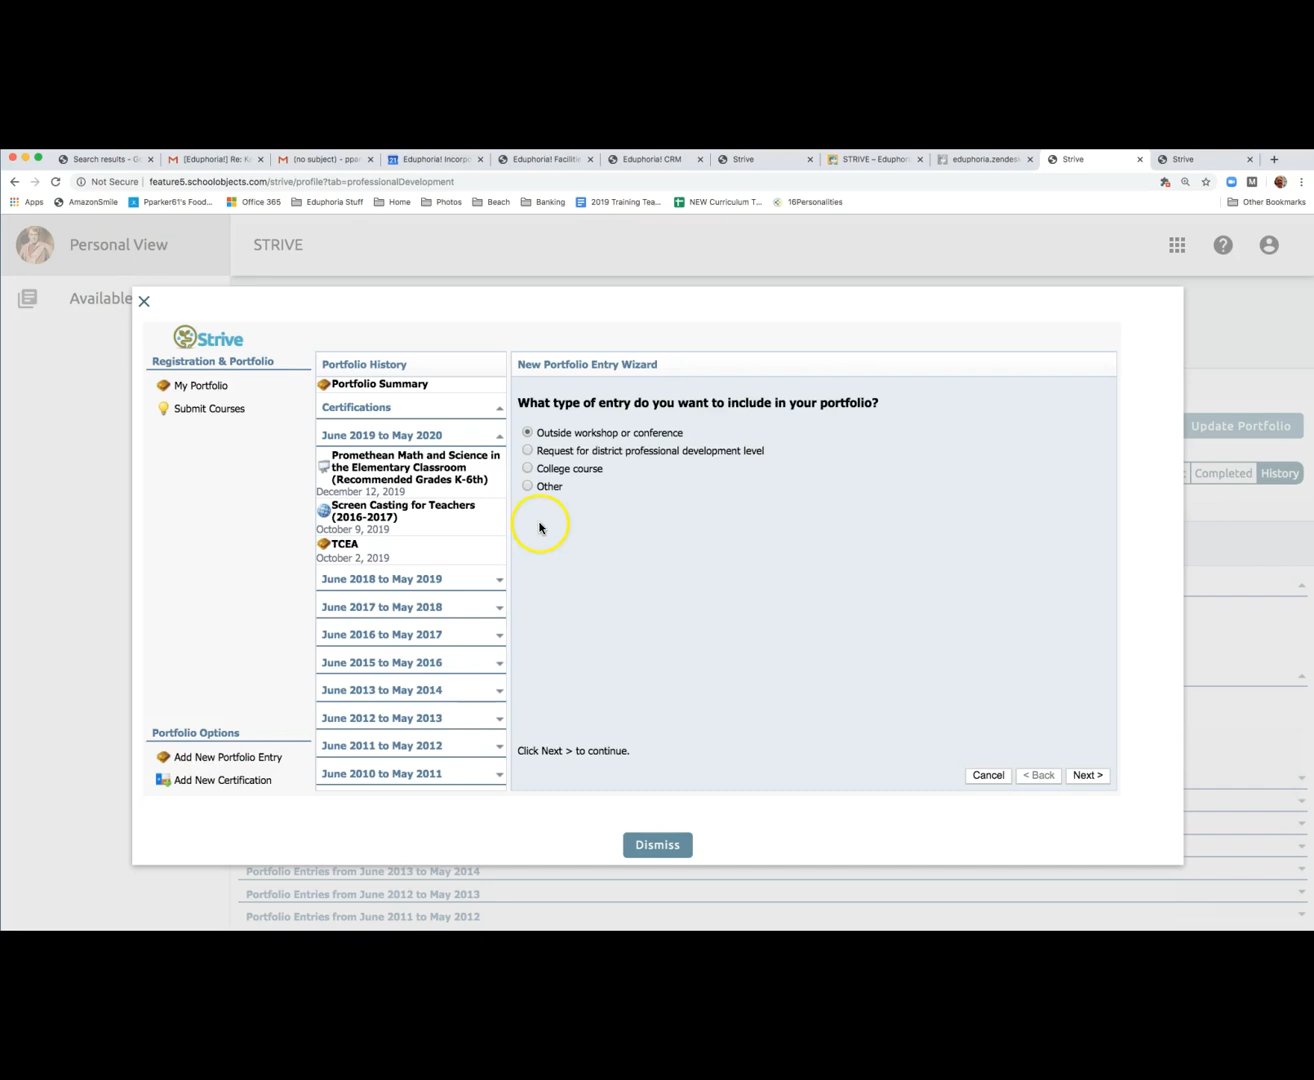 Search results - G
[Eduphoria!] Re: K
(no subject) - ppar
Eduphoria! Incorpo
Eduphoria! Faciliti
Eduphoria! CRM
Strive
STRIVE – Eduphor
eduphoria.zendes
Strive
Strive
Not Secure | feature5.schoolobjects.com/strive/profile?tab=professionalDevelopment
Apps
AmazonSmile
Pparker61's Food...
Office 365
Eduphoria Stuff
Home
Photos
Beach
Banking
2019 Training Tea...
NEW Curriculum T...
16Personalities
Other Bookmarks
Personal View
STRIVE
Available
Strive
Registration & Portfolio
My Portfolio
Submit Courses
Portfolio Options
Add New Portfolio Entry
Add New Certification
Portfolio History
Portfolio Summary
Certifications
June 2019 to May 2020
Promethean Math and Science in
the Elementary Classroom
(Recommended Grades K-6th)
December 12, 2019
Screen Casting for Teachers
(2016-2017)
October 9, 2019
TCEA
October 2, 2019
June 2018 to May 2019
June 2017 to May 2018
June 2016 to May 2017
June 2015 to May 2016
June 2013 to May 2014
June 2012 to May 2013
June 2011 to May 2012
June 2010 to May 2011
New Portfolio Entry Wizard
What type of entry do you want to include in your portfolio?
Outside workshop or conference
Request for district professional development level
College course
Other
Click Next > to continue.
Cancel
< Back
Next >
Update Portfolio
Completed
History
Dismiss
Portfolio Entries from June 2013 to May 2014
Portfolio Entries from June 2012 to May 2013
Portfolio Entries from June 2011 to May 2012